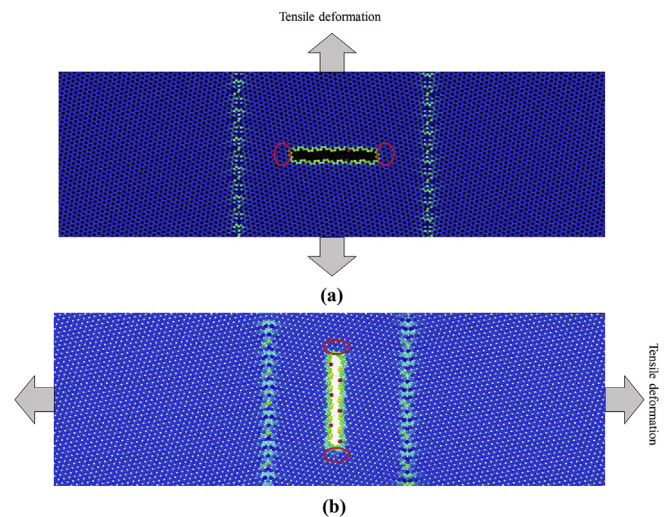 Tensile deformation
(a)
Tensile
deformation
(b)